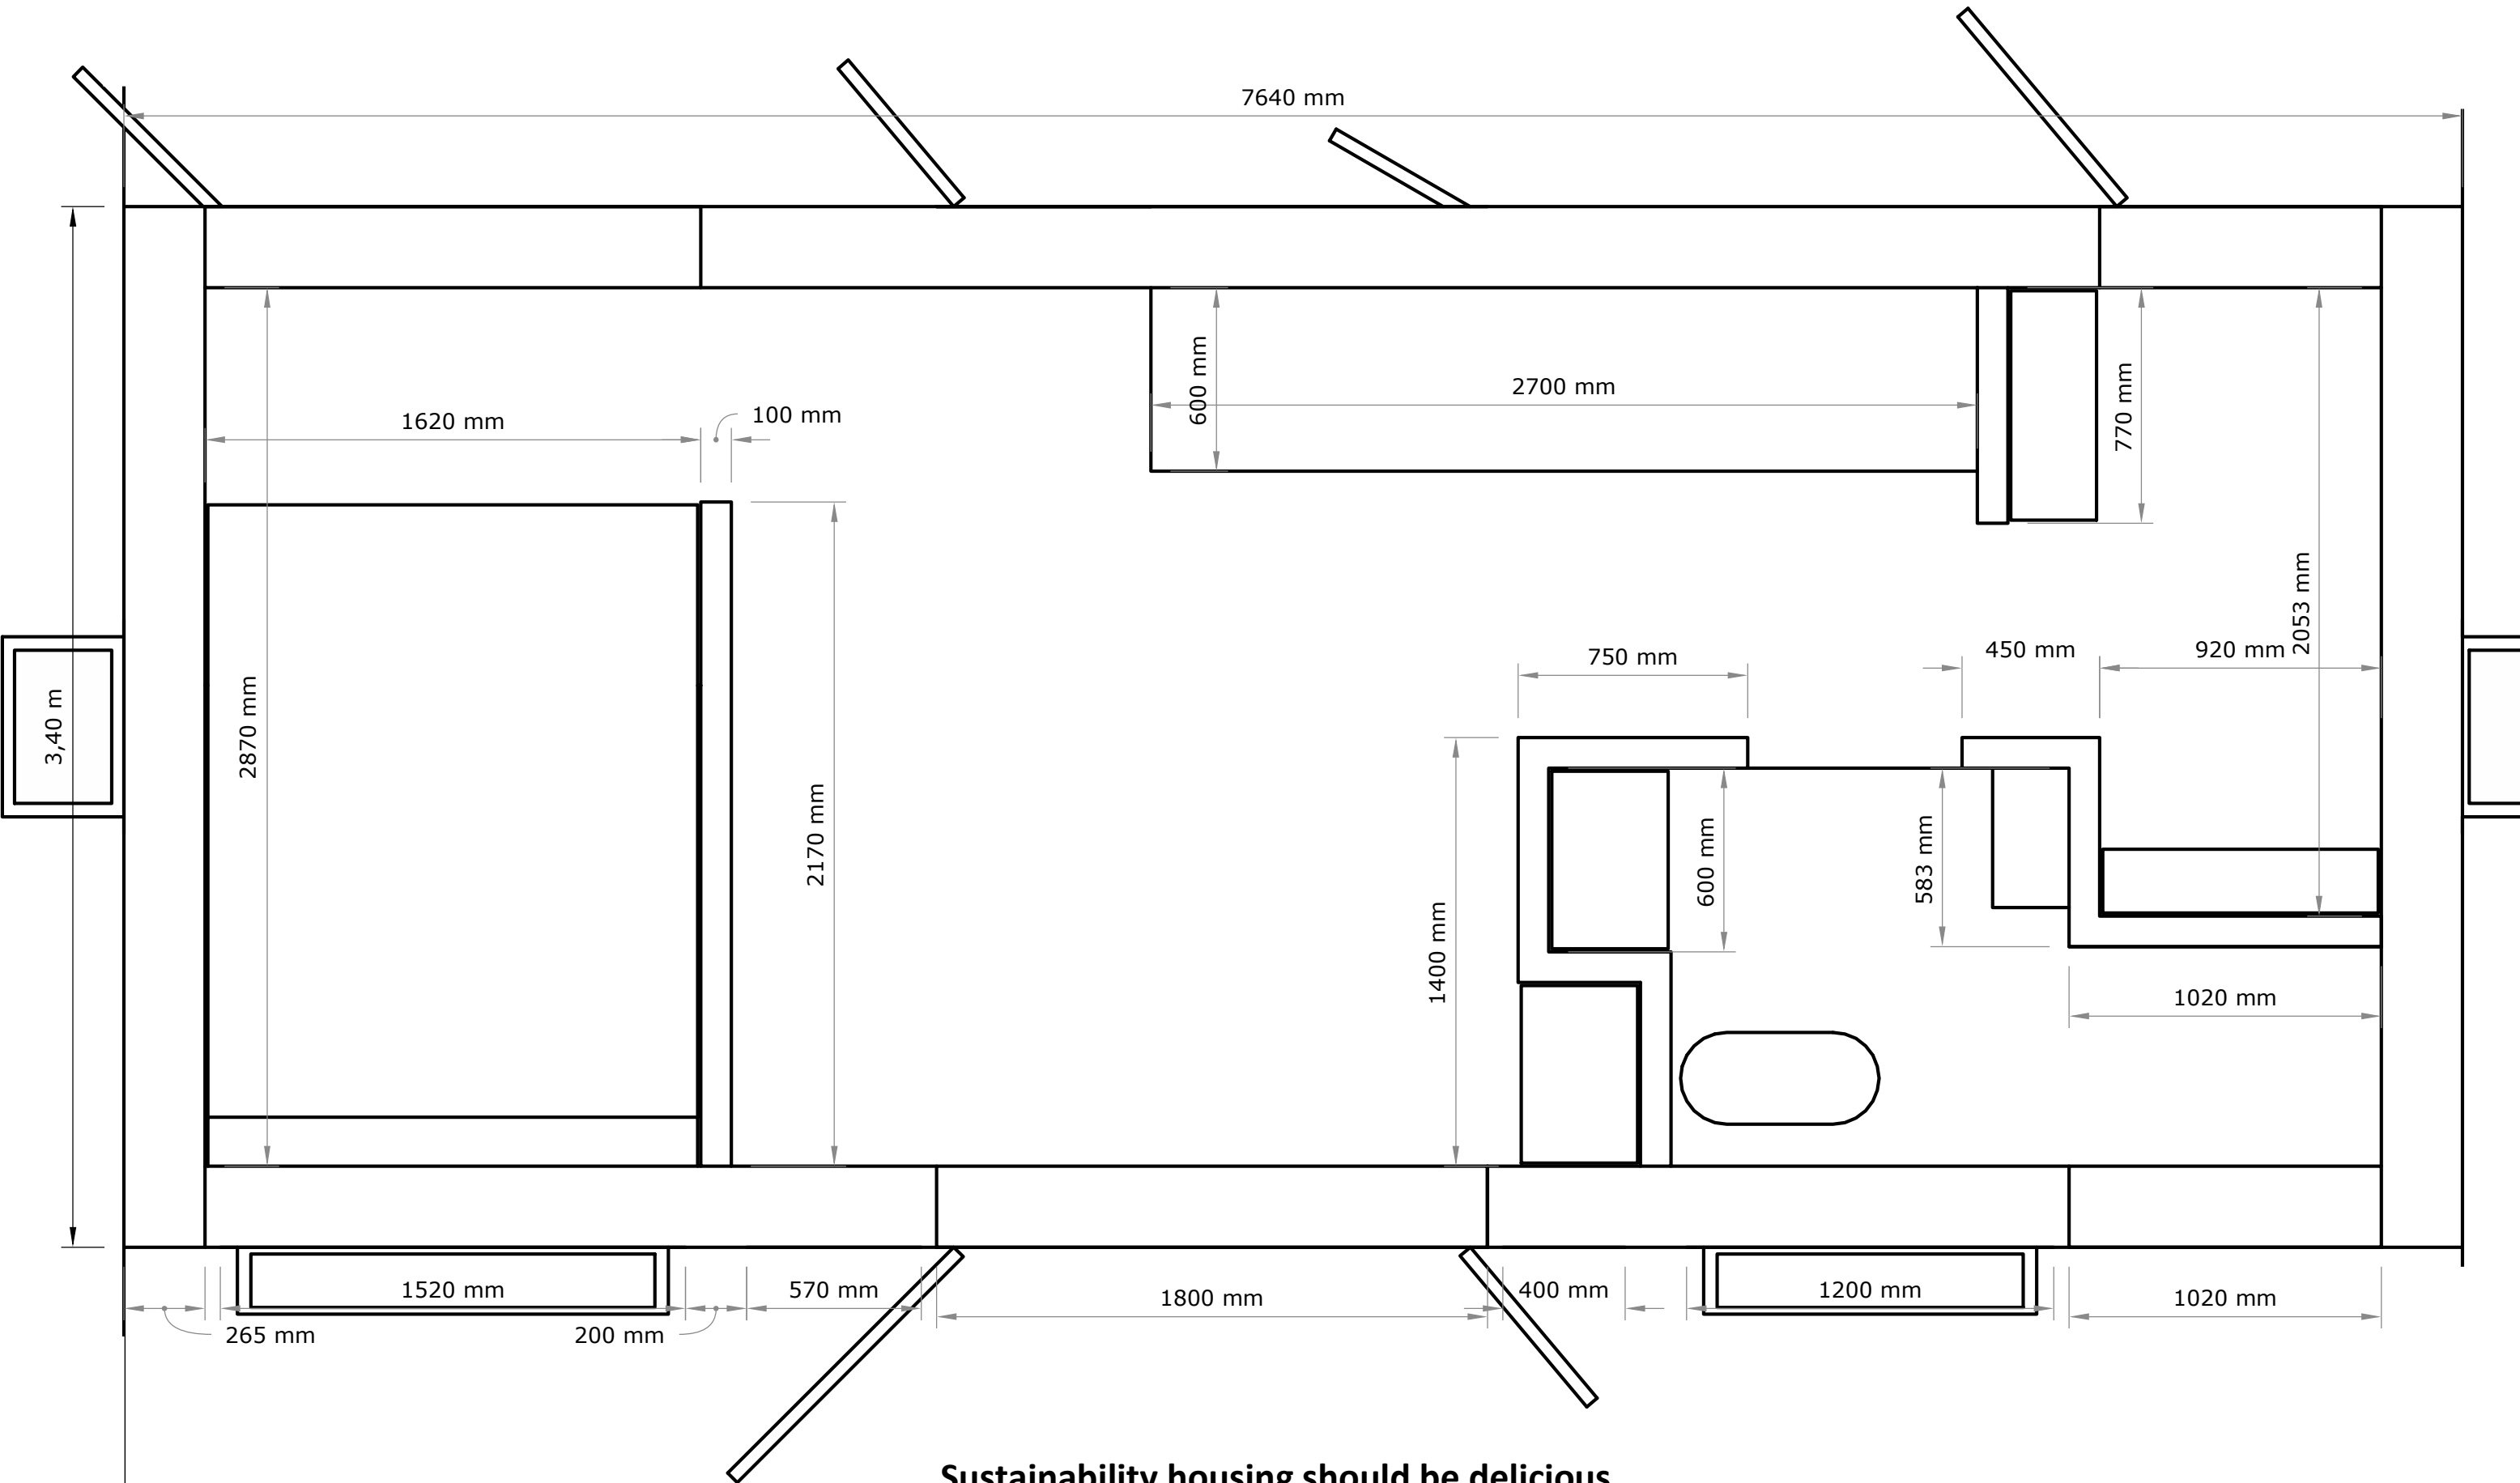 7640 mm
600 mm
2700 mm
770 mm
1620 mm
100 mm
2053 mm
450 mm
920 mm
750 mm
3,40 m
2870 mm
2170 mm
600 mm
583 mm
1400 mm
1020 mm
1520 mm
570 mm
1800 mm
400 mm
1200 mm
1020 mm
265 mm
200 mm
Sustainability housing should be delicious